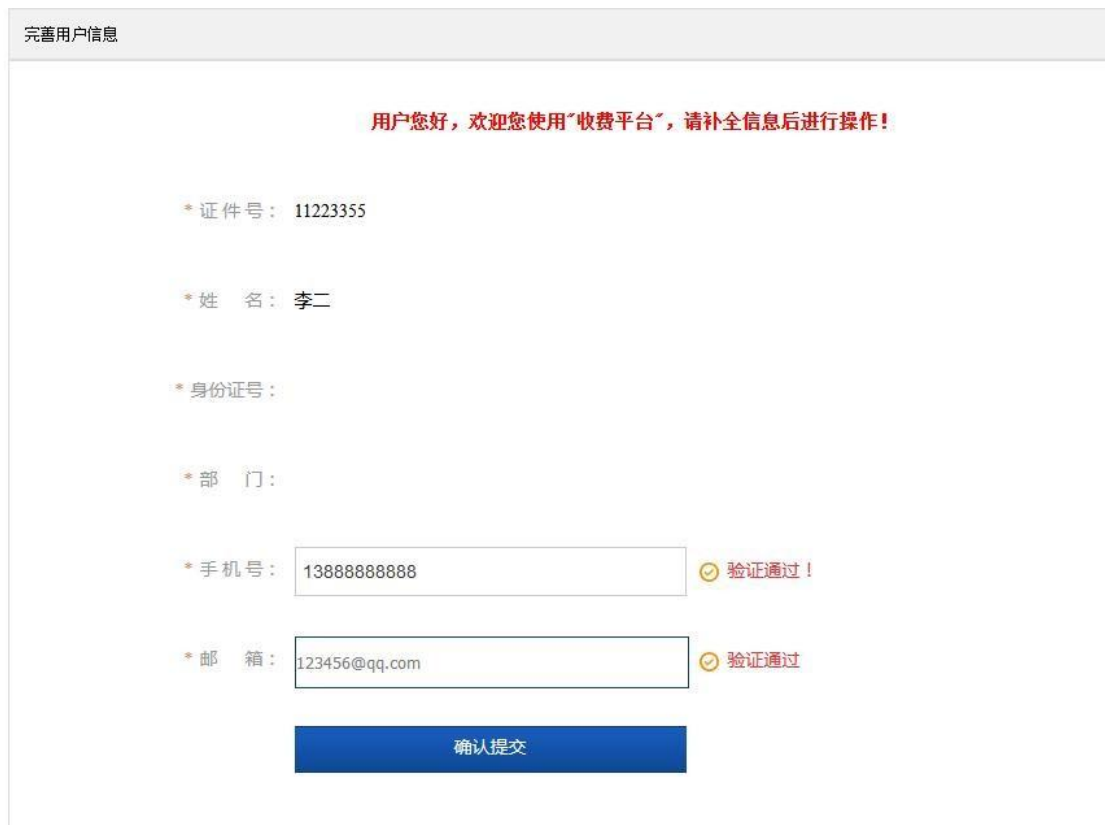 完善用户信息
用户您好，欢迎您使用"收费平台"，请补全信息后进行操作！
* 证件号： 11223355
* 姓 名： 李二
* 身份证号：
* 部 门：
* 手机号： 13888888888 验证通过！
* 邮 箱： 123456@qq.com 验证通过
确认提交